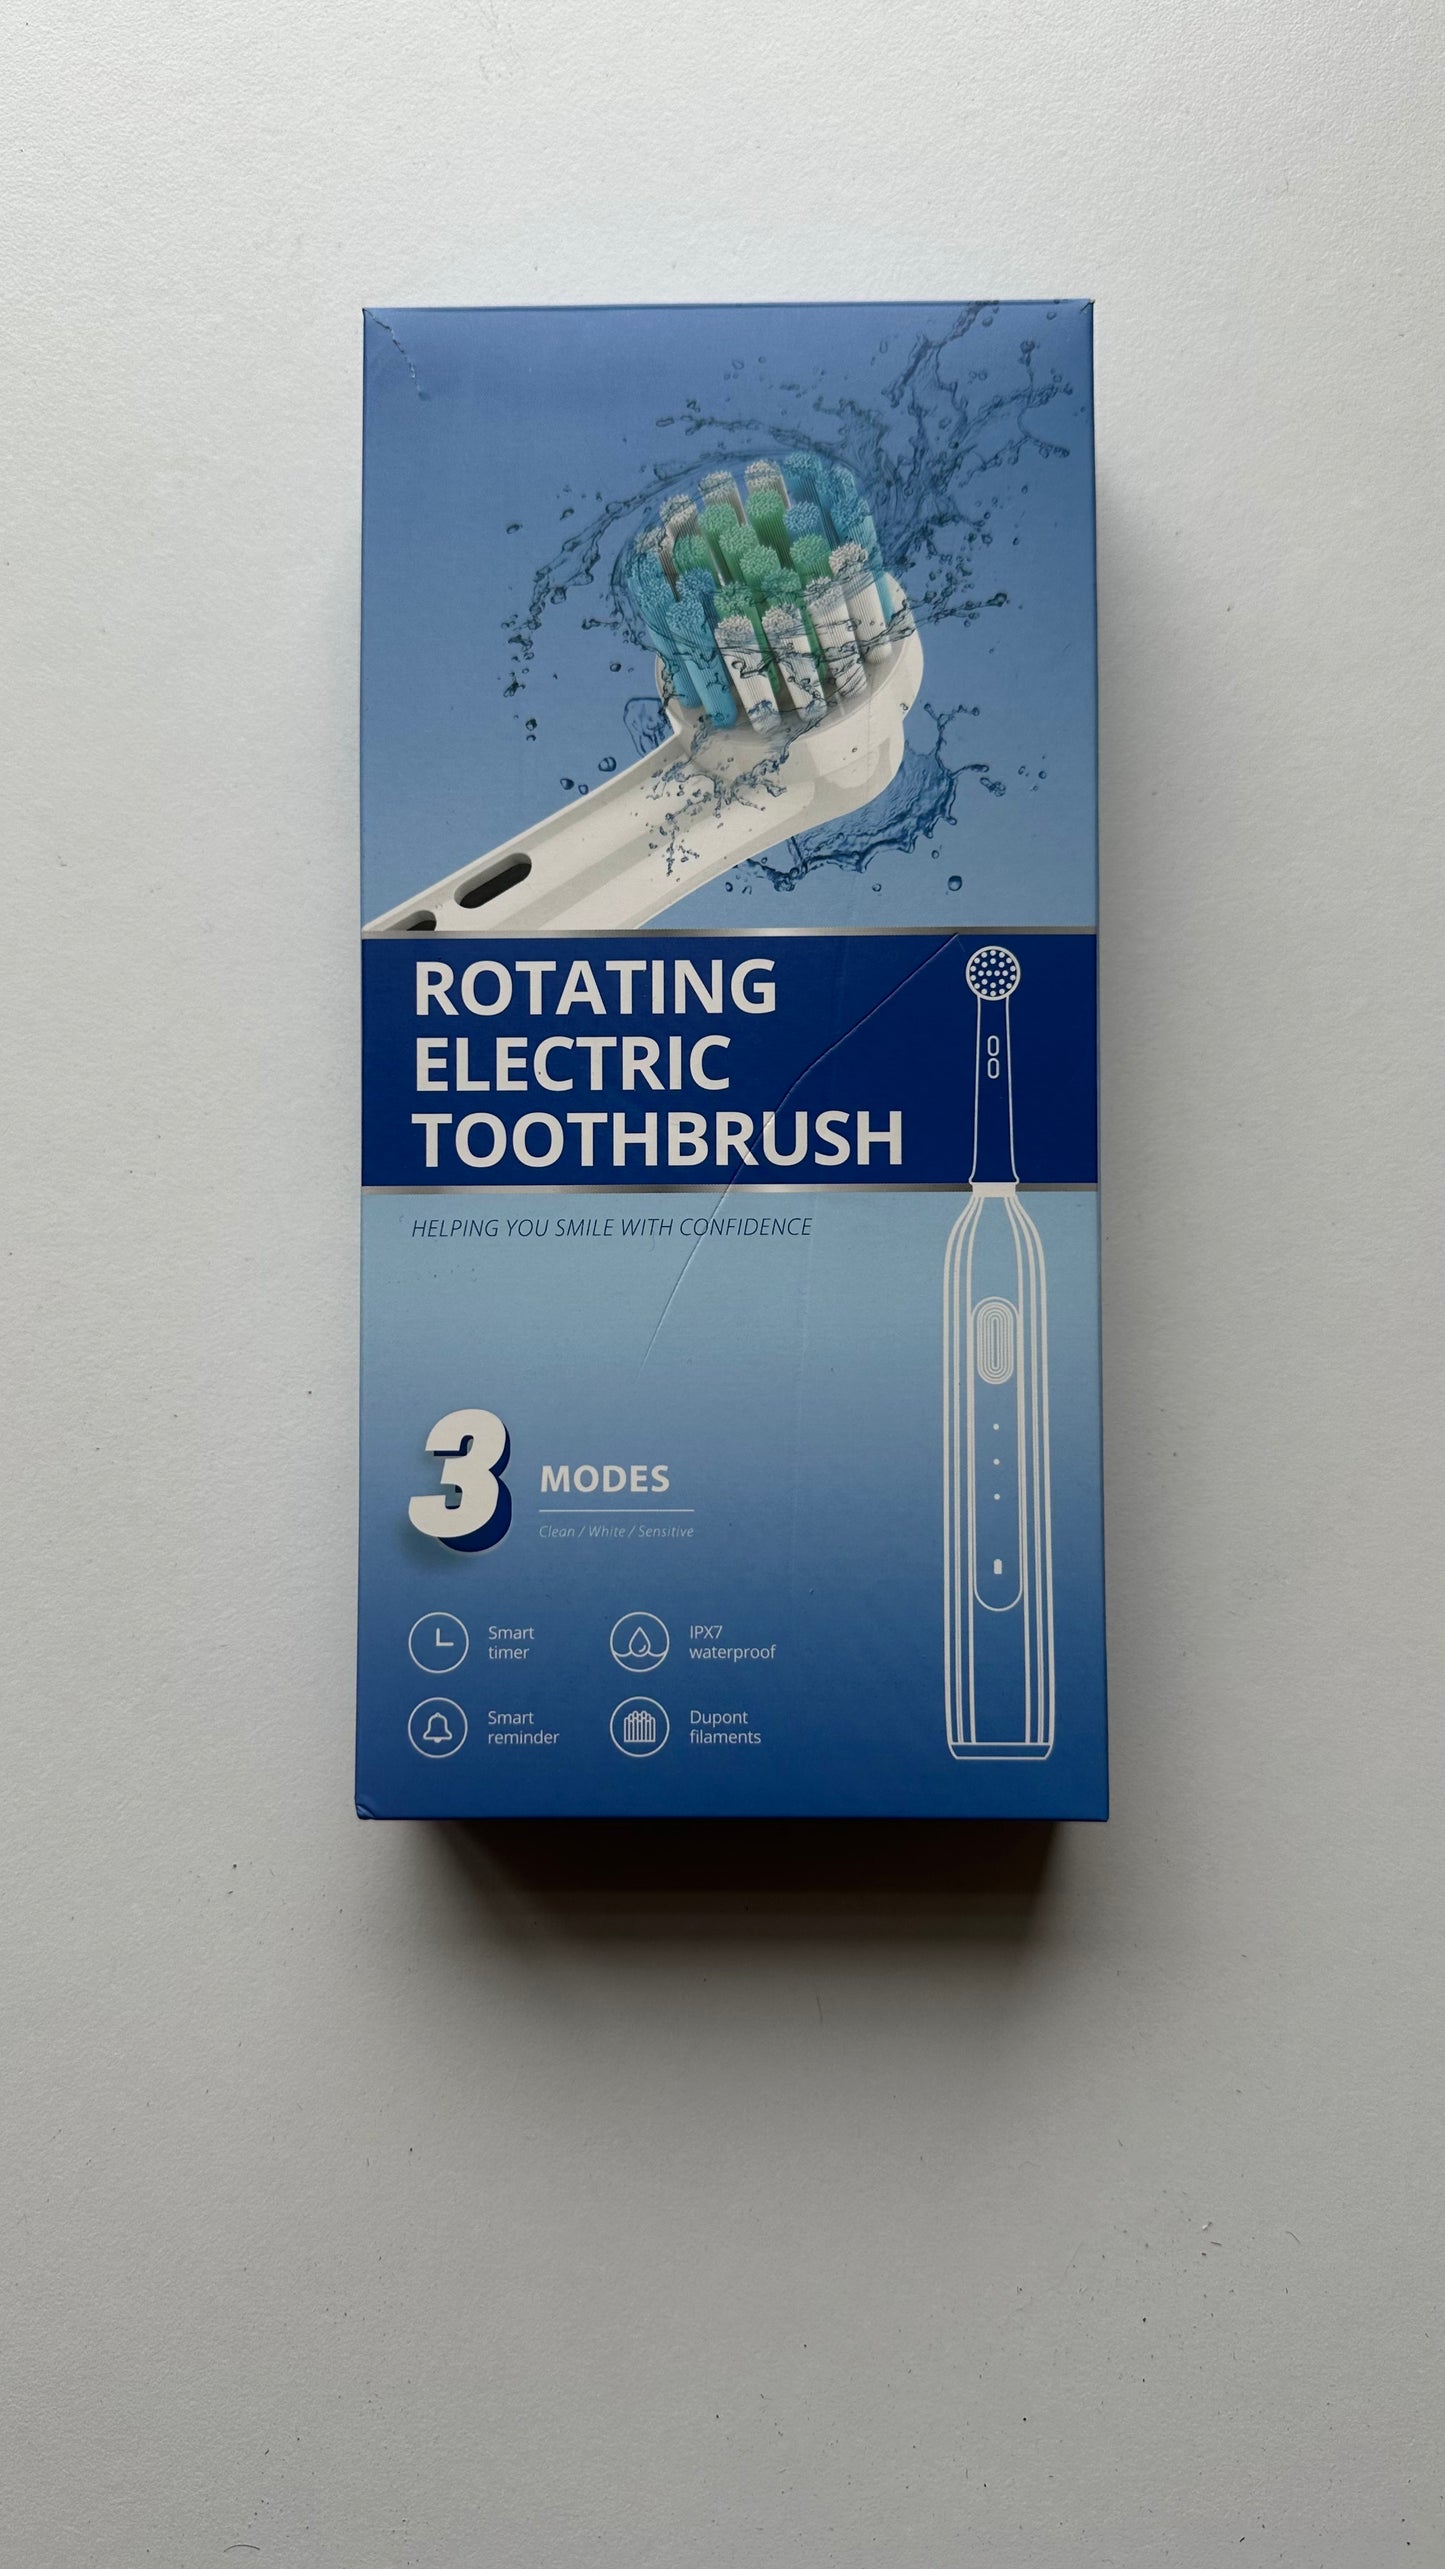 ROTATING
ELECTRIC
TOOTHBRUSH
HELPING YOU SMILE WITH CONFIDENCE
3 MODES
Clean / White / Sensitive
Smart
timer
IPX7
waterproof
Smart
reminder
Dupont
filaments